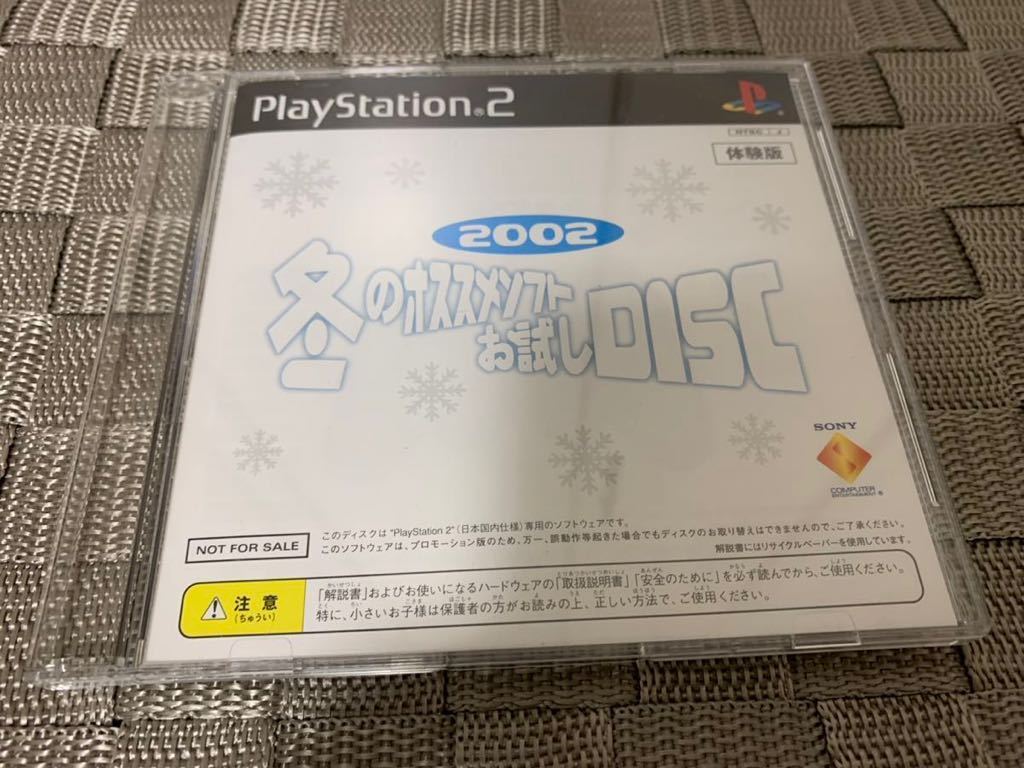 PlayStation®2
NTSC J
体験版
2002
冬のオススメソフト
お試しDISC
SONY
COMPUTER
ENTERTAINMENT ®
NOT FOR SALE
このディスクは "PlayStation 2"(日本国内仕様)専用のソフトウェアです。
このソフトウェアは、プロモーション版のため、万一、誤動作等起きた場合でもディスクのお取り替えはできませんので、ご了承ください。
解説書にはリサイクルペーパーを使用しています。
注意
(ちゅうい)
「解説書」およびお使いになるハードウェアの「取扱説明書」「安全のために」を必ず読んでから、ご使用ください。
特に、小さいお子様は保護者の方がお読みの上、正しい方法で、ご使用ください。